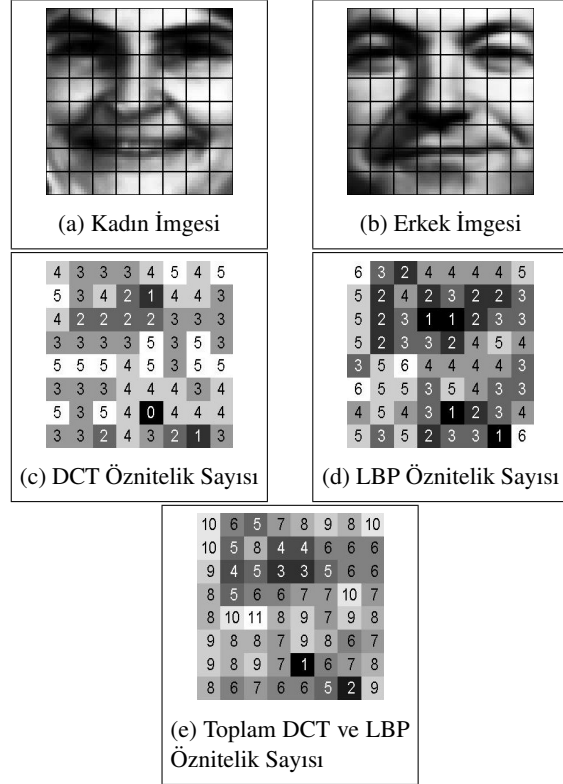 (a) Kadın İmgesi
(b) Erkek İmgesi
4 3 3 3 4 5 4 5
5 3 4 2 1 4 4 3
4 2 2 2 2 3 3 3
3 3 3 3 5 3 5 3
5 5 5 4 5 3 5 5
3 3 3 4 4 4 3 4
5 3 5 4 0 4 4 4
3 3 2 4 3 2 1 3
(c) DCT Öznitelik Sayısı
6 3 2 4 4 4 4 5
5 2 4 2 3 2 2 3
5 2 3 1 1 2 3 3
5 2 3 3 2 4 5 4
3 5 6 4 4 4 4 3
6 5 5 3 5 4 3 3
4 5 4 3 1 2 3 4
5 3 5 2 3 3 1 6
(d) LBP Öznitelik Sayısı
10 6 5 7 8 9 8 10
10 5 8 4 4 6 6 6
9 4 5 3 3 5 6 6
8 5 6 6 7 7 10 7
8 10 11 8 9 7 9 8
9 8 8 7 9 8 6 7
9 8 9 7 1 6 7 8
8 6 7 6 6 5 2 9
(e) Toplam DCT ve LBP
Öznitelik Sayısı